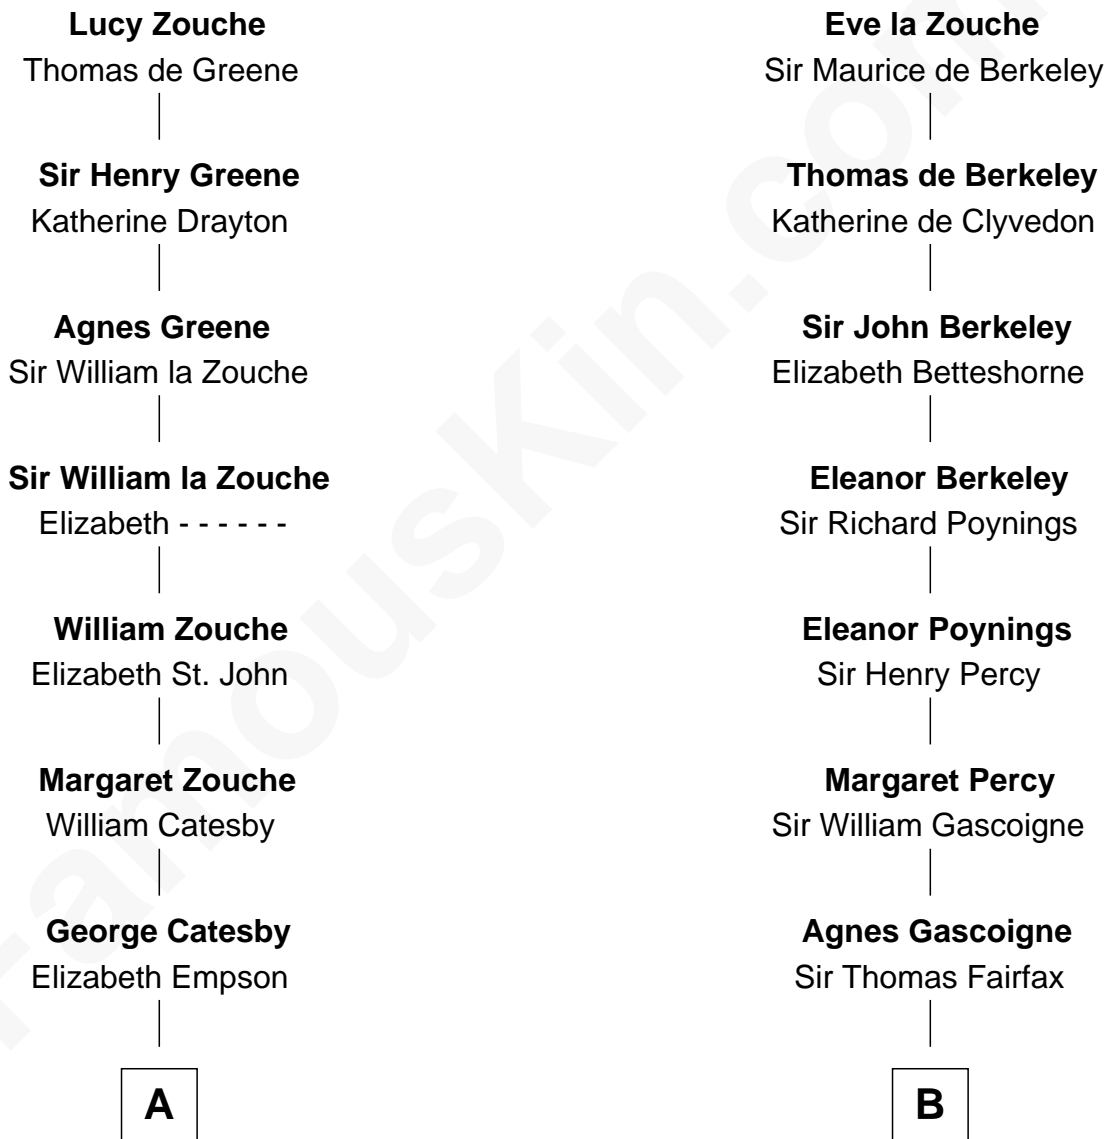 Lucy Zouche
Thomas de Greene
Sir Henry Greene
Katherine Drayton
Agnes Greene
Sir William la Zouche
Sir William la Zouche
Elizabeth - - - - - -
William Zouche
Elizabeth St. John
Margaret Zouche
William Catesby
George Catesby
Elizabeth Empson
A
Eve la Zouche
Sir Maurice de Berkeley
Thomas de Berkeley
Katherine de Clyvedon
Sir John Berkeley
Elizabeth Betteshorne
Eleanor Berkeley
Sir Richard Poynings
Eleanor Poynings
Sir Henry Percy
Margaret Percy
Sir William Gascoigne
Agnes Gascoigne
Sir Thomas Fairfax
B
FamousKin.com